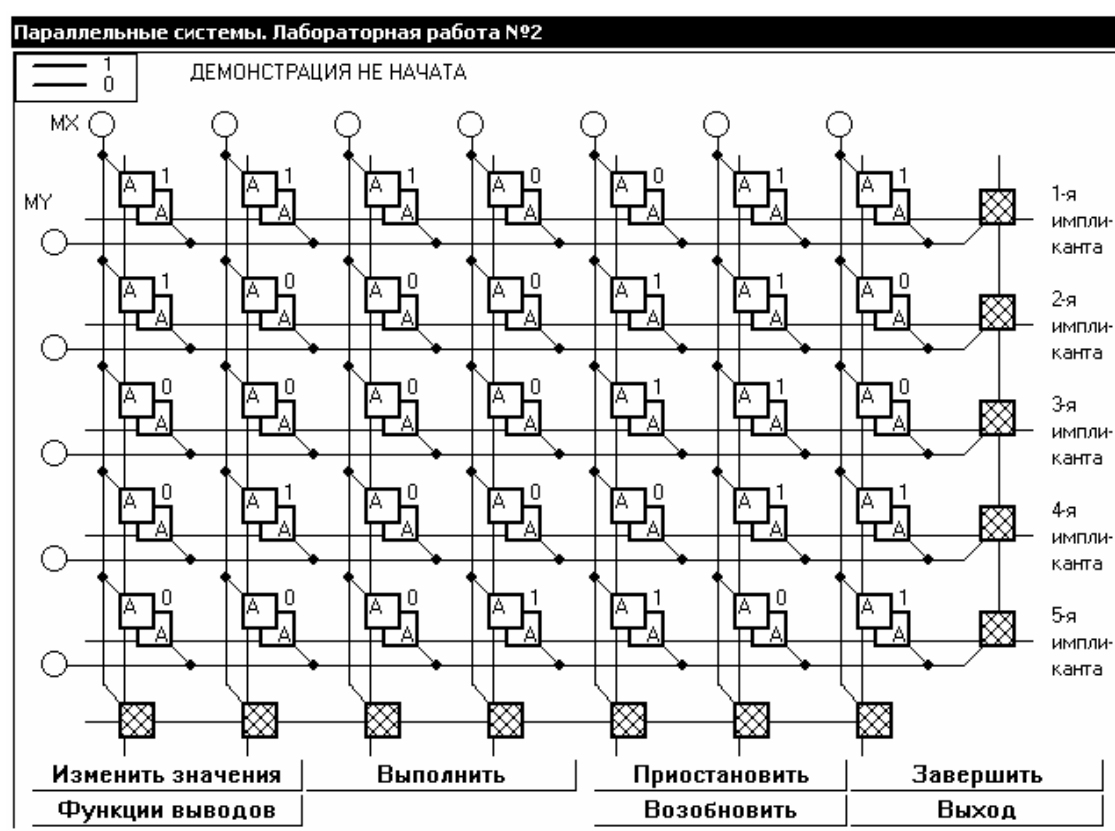 Параллельные системы. Лабораторная работа №2
1
0
ДЕМОНСТРАЦИЯ НЕ НАЧАТА
MX
1 1 1 0 0 1 1
A A A A A A A
A A A A A A A
MY
1-я
импли-
канта
1 0 0 0 1 1 0
A A A A A A A
A A A A A A A
2-я
импли-
канта
0 0 0 0 1 1 0
A A A A A A A
A A A A A A A
3-я
импли-
канта
0 1 0 0 0 1 1
A A A A A A A
A A A A A A A
4-я
импли-
канта
0 0 0 1 1 0 1
A A A A A A A
A A A A A A A
5-я
импли-
канта
Изменить значения Выполнить Приостановить Завершить
Функции выводов Возобновить Выход